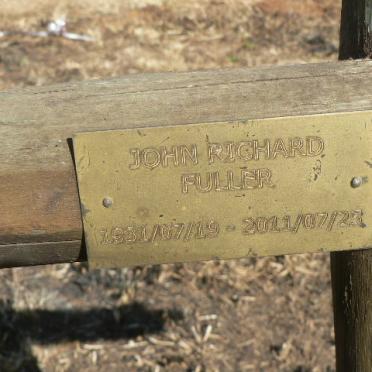 JOHN RICHARD
FULLER
1931/07/19 - 2011/07/23